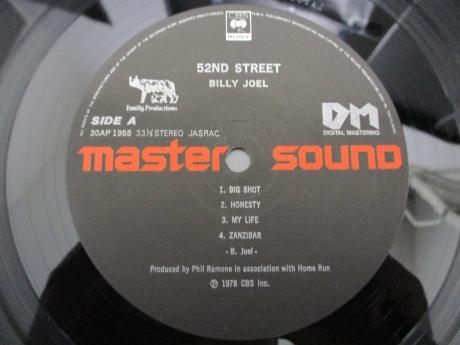 CBS
SONY
52ND STREET
BILLY JOEL
Family Productions
SIDE A
30AP 1955 33⅓ STEREO JASRAC
DM
DIGITAL MASTERING
master sound
1. BIG SHOT
2. HONESTY
3. MY LIFE
4. ZANZIBAR
• B. Joel •
Produced by Phil Ramone in association with Home Run
Ⓟ 1978 CBS Inc.